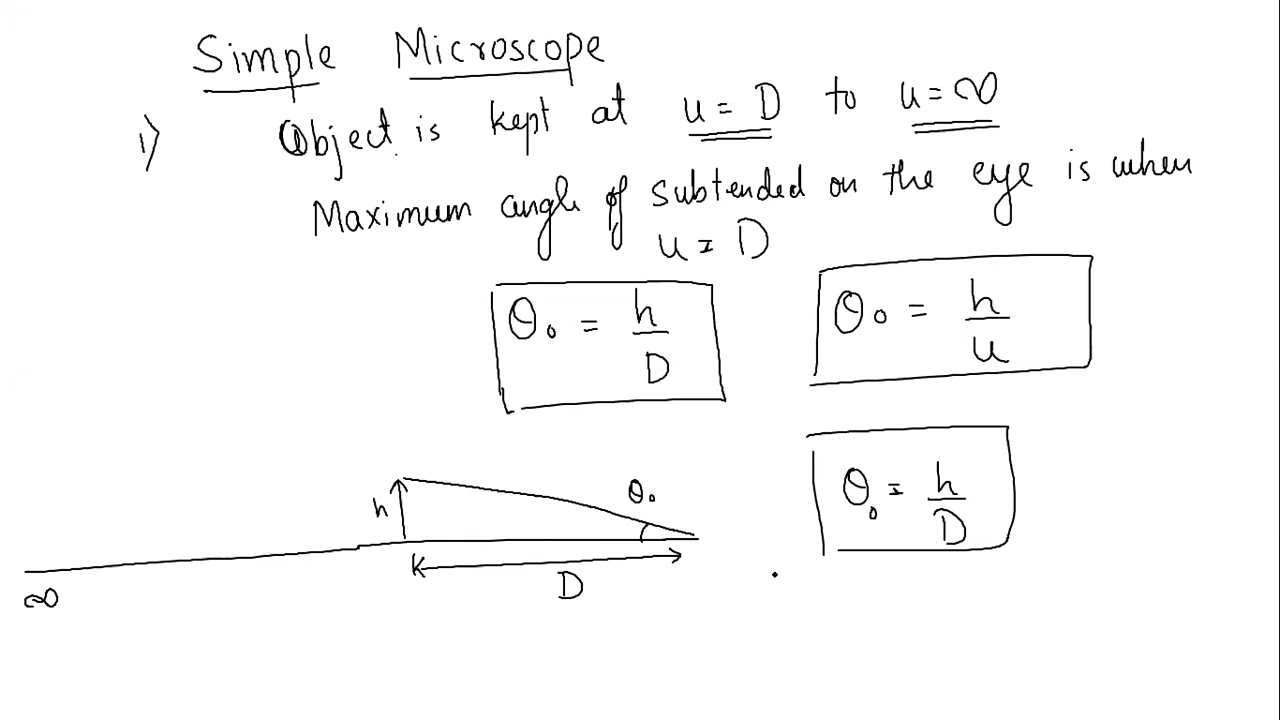 Simple Microscope
i) Object is kept at u = D to u = ∞
Maximum angle of subtended on the eye is when
u = D
θ₀ = h/D
θ₀ = h/u
h
θ₀
θ₀ = h/D
D
∞